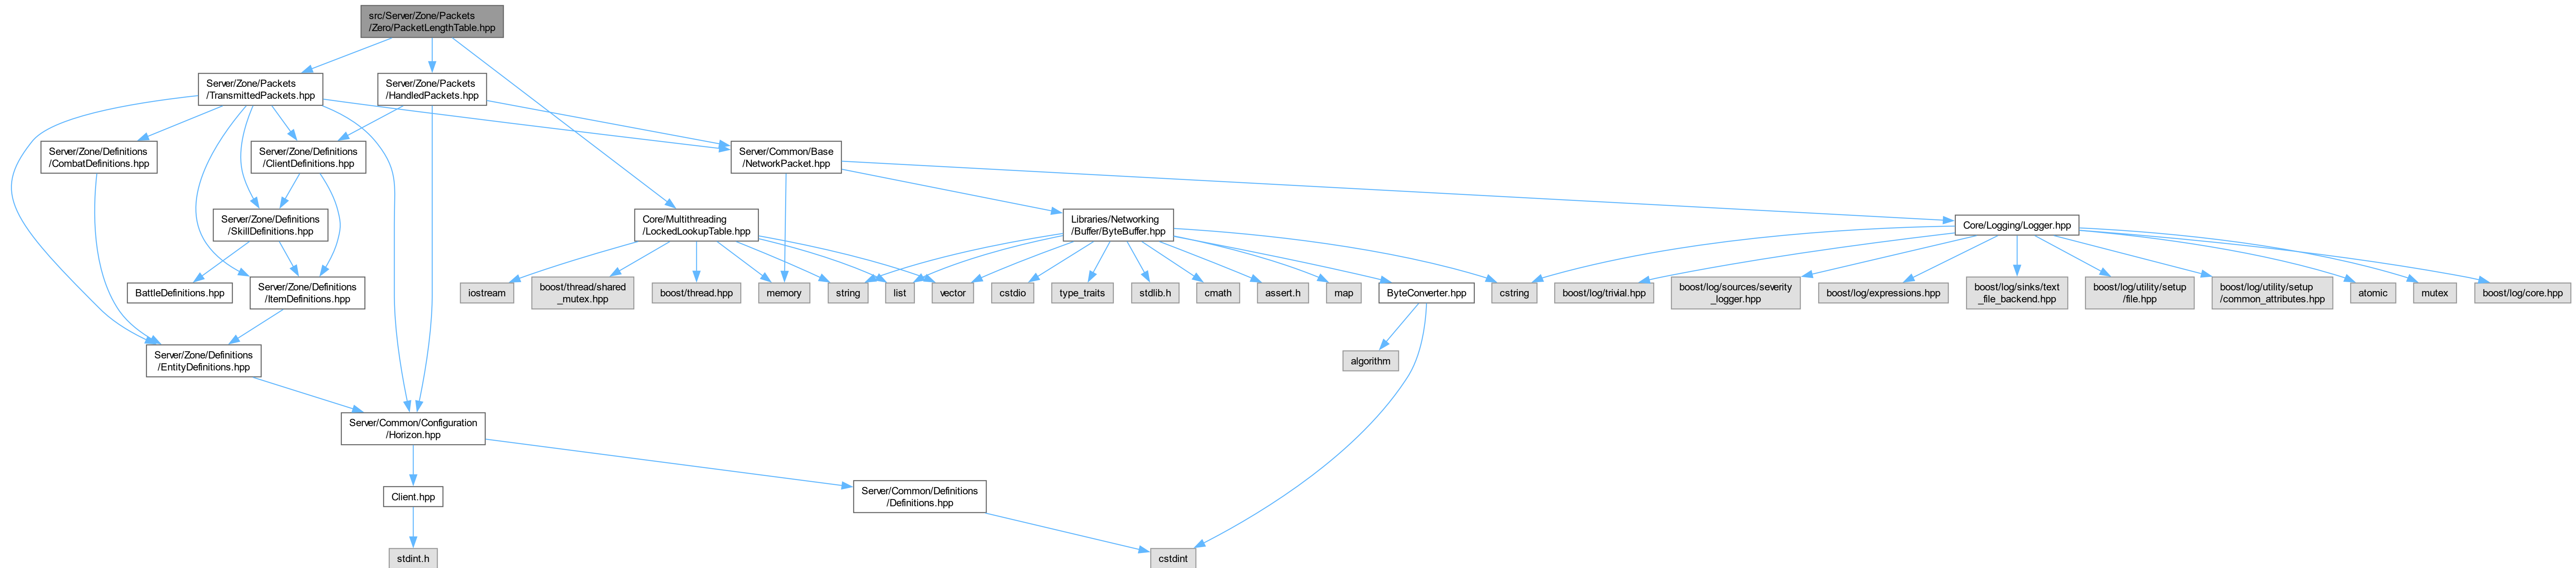 src/Server/Zone/Packets
/Zero/PacketLengthTable.hpp
Server/Zone/Packets
/TransmittedPackets.hpp
Server/Zone/Packets
/HandledPackets.hpp
Server/Zone/Definitions
/CombatDefinitions.hpp
Server/Zone/Definitions
/ClientDefinitions.hpp
Server/Common/Base
/NetworkPacket.hpp
Server/Zone/Definitions
/SkillDefinitions.hpp
Core/Multithreading
/LockedLookupTable.hpp
Libraries/Networking
/Buffer/ByteBuffer.hpp
Core/Logging/Logger.hpp
BattleDefinitions.hpp
Server/Zone/Definitions
/ItemDefinitions.hpp
iostream
boost/thread/shared
_mutex.hpp
boost/thread.hpp
memory
string
list
vector
cstdio
type_traits
stdlib.h
cmath
assert.h
map
ByteConverter.hpp
cstring
boost/log/trivial.hpp
boost/log/sources/severity
_logger.hpp
boost/log/expressions.hpp
boost/log/sinks/text
_file_backend.hpp
boost/log/utility/setup
/file.hpp
boost/log/utility/setup
/common_attributes.hpp
atomic
mutex
boost/log/core.hpp
Server/Zone/Definitions
/EntityDefinitions.hpp
algorithm
Server/Common/Configuration
/Horizon.hpp
Client.hpp
Server/Common/Definitions
/Definitions.hpp
stdint.h
cstdint